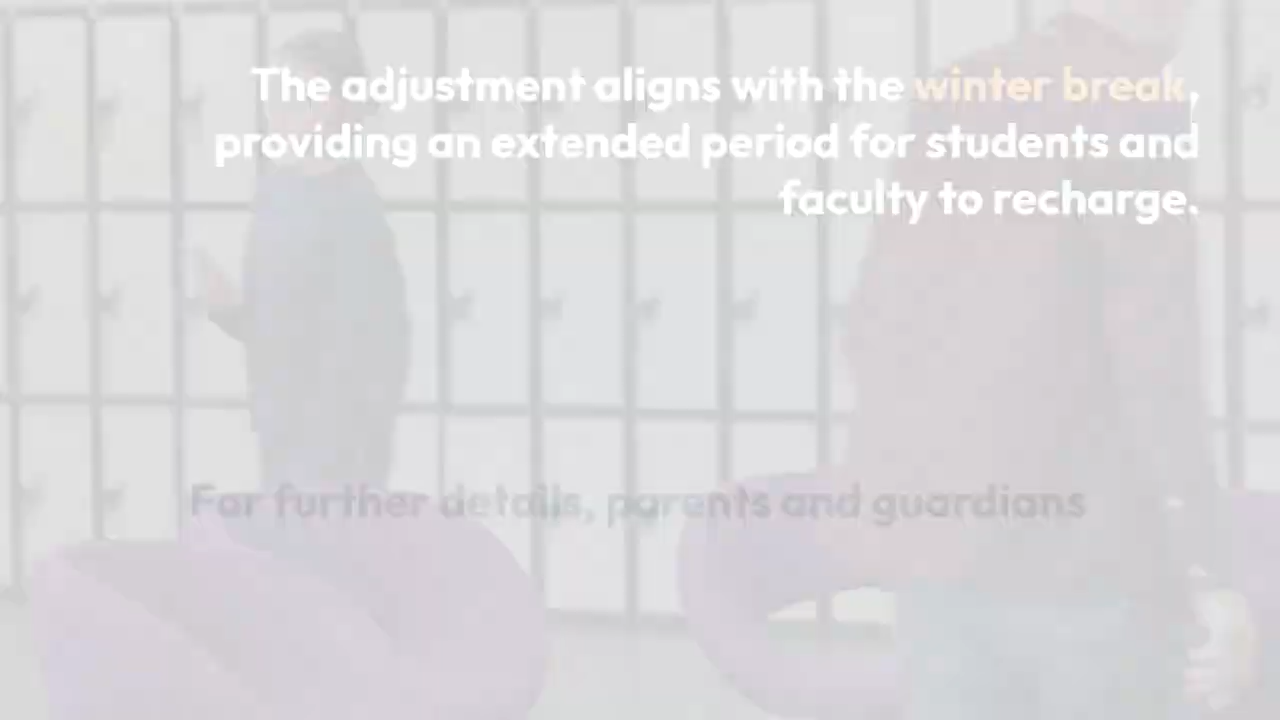 The adjustment aligns with the winter break,
providing an extended period for students and
faculty to recharge.
For further details, parents and guardians